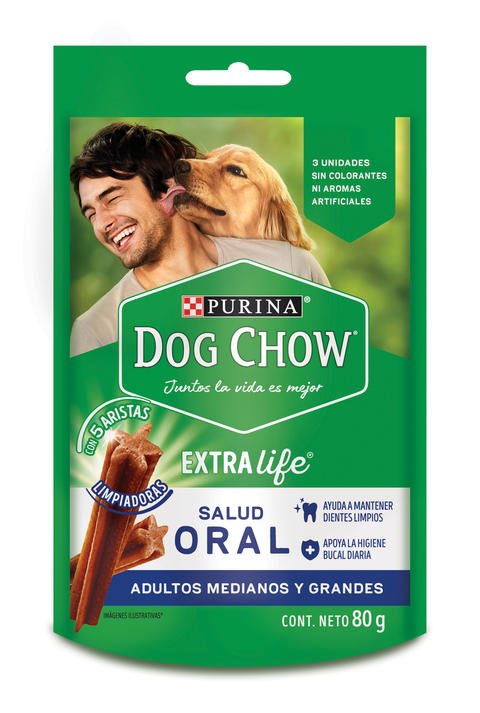 3 UNIDADES
SIN COLORANTES
NI AROMAS
ARTIFICIALES
PURINA®
DOG CHOW®
Juntos la vida es mejor
EXTRA life®
CON 5 ARISTAS
LIMPIADORAS
SALUD
ORAL
AYUDA A MANTENER
DIENTES LIMPIOS
APOYA LA HIGIENE
BUCAL DIARIA
ADULTOS MEDIANOS Y GRANDES
IMÁGENES ILUSTRATIVAS*
CONT. NETO 80 g